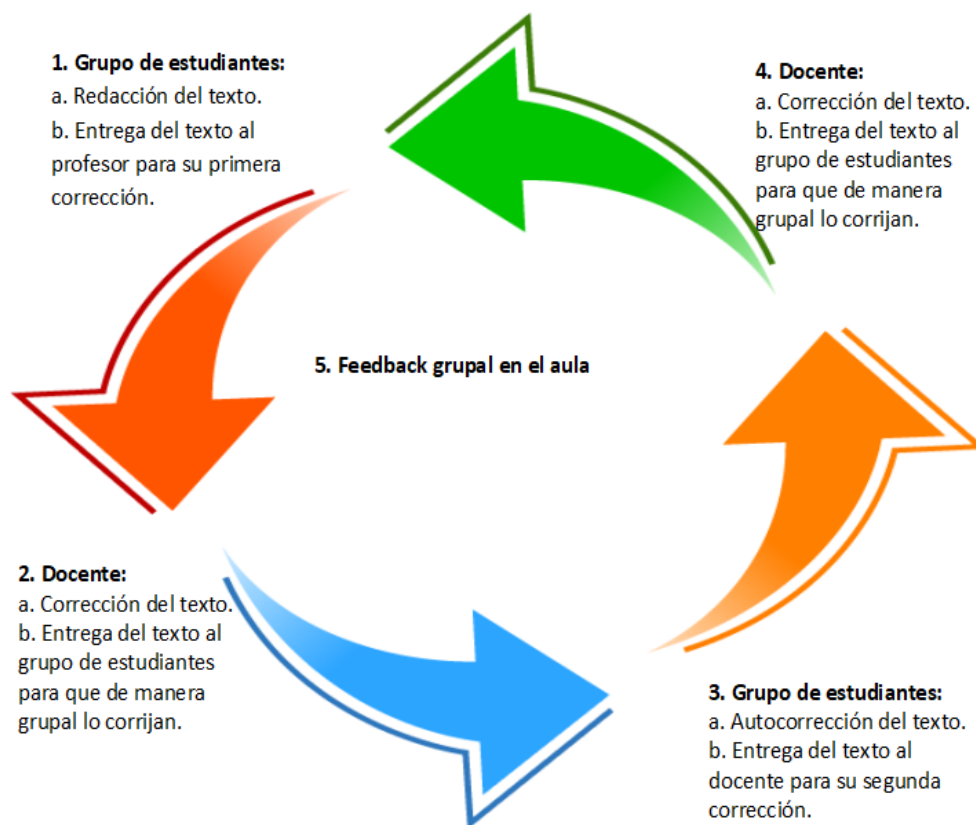 1. Grupo de estudiantes:
a. Redacción del texto.
b. Entrega del texto al
profesor para su primera
corrección.
4. Docente:
a. Corrección del texto.
b. Entrega del texto al
grupo de estudiantes
para que de manera
grupal lo corrijan.
5. Feedback grupal en el aula
2. Docente:
a. Corrección del texto.
b. Entrega del texto al
grupo de estudiantes
para que de manera
grupal lo corrijan.
3. Grupo de estudiantes:
a. Autocorrección del texto.
b. Entrega del texto al
docente para su segunda
corrección.